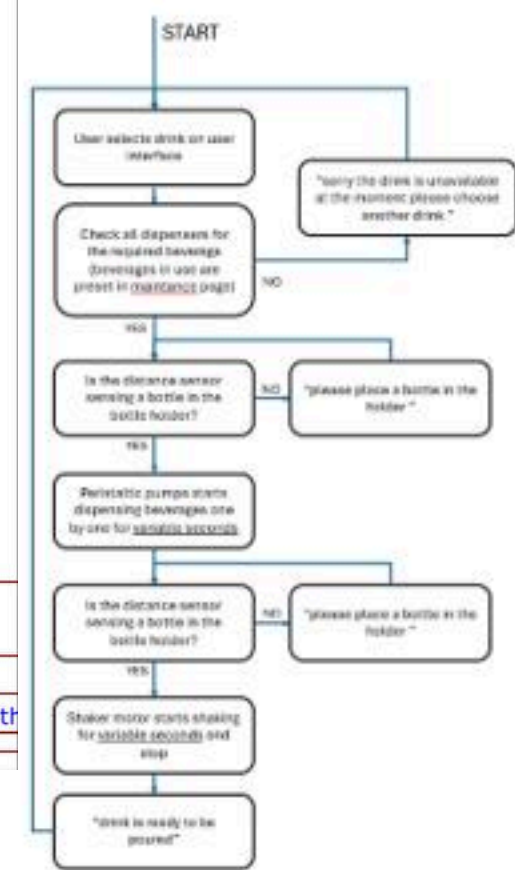 START
User selects drink on user
interface
"sorry the drink is unavailable
at the moment please choose
another drink "
Check all dispensers for
the required beverage
(beverages in use are
preset in maintance page)
NO
YES
Is the distance sensor
sensing a bottle in the
bottle holder?
NO
"please place a bottle in the
holder "
YES
Peristaltic pumps starts
dispensing beverages one
by one for variable seconds
Is the distance sensor
sensing a bottle in the
bottle holder?
NO
"please place a bottle in the
holder "
YES
th
Shaker motor starts shaking
for variable seconds and
stop
"drink is ready to be
poured"